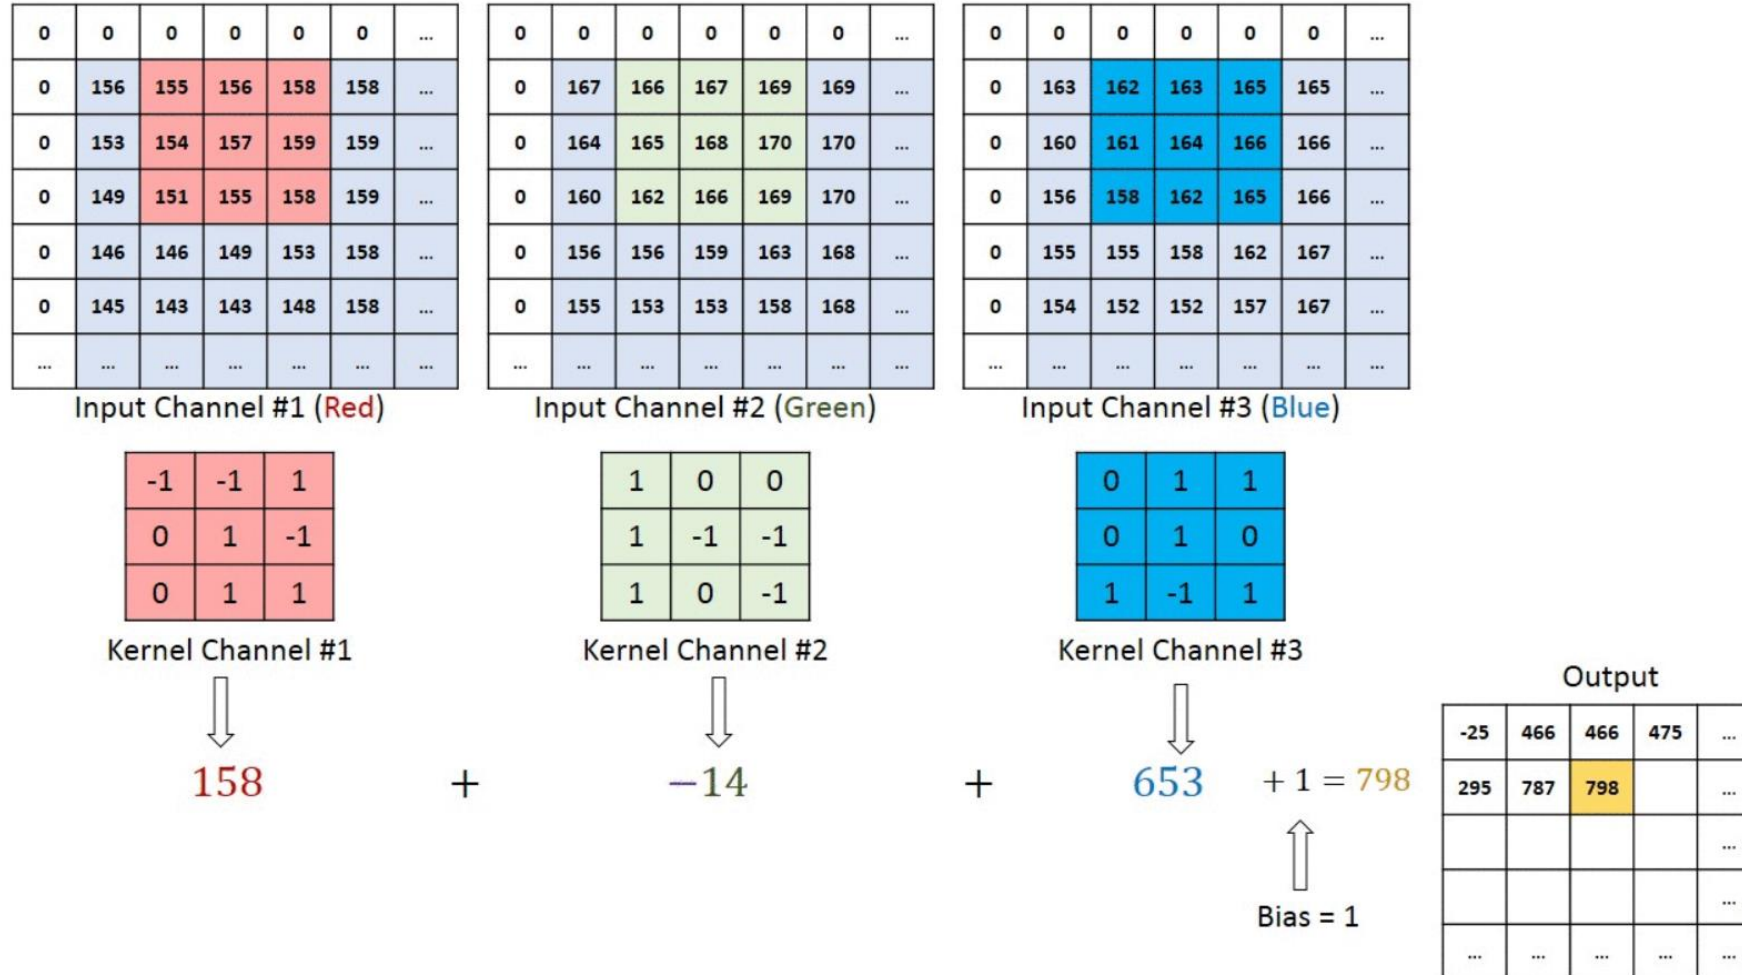 0 0 0 0 0 0 ... 0 0 0 0 0 0 ... 0 0 0 0 0 0 ...
0 156 155 156 158 158 ... 0 167 166 167 169 169 ... 0 163 162 163 165 165 ...
0 153 154 157 159 159 ... 0 164 165 168 170 170 ... 0 160 161 164 166 166 ...
0 149 151 155 158 159 ... 0 160 162 166 169 170 ... 0 156 158 162 165 166 ...
0 146 146 149 153 158 ... 0 156 156 159 163 168 ... 0 155 155 158 162 167 ...
0 145 143 143 148 158 ... 0 155 153 153 158 168 ... 0 154 152 152 157 167 ...
... ... ... ... ... ... ... ... ... ... ... ... ... ... ... ... ... ... ... ... ...
Input Channel #1 (Red) Input Channel #2 (Green) Input Channel #3 (Blue)
-1 -1 1 1 0 0 0 1 1
0 1 -1 1 -1 -1 0 1 0
0 1 1 1 0 -1 1 -1 1
Kernel Channel #1 Kernel Channel #2 Kernel Channel #3
158 + −14 + 653 + 1 = 798
Bias = 1
Output
-25 466 466 475 ...
295 787 798 ...
...
...
... ... ... ... ...